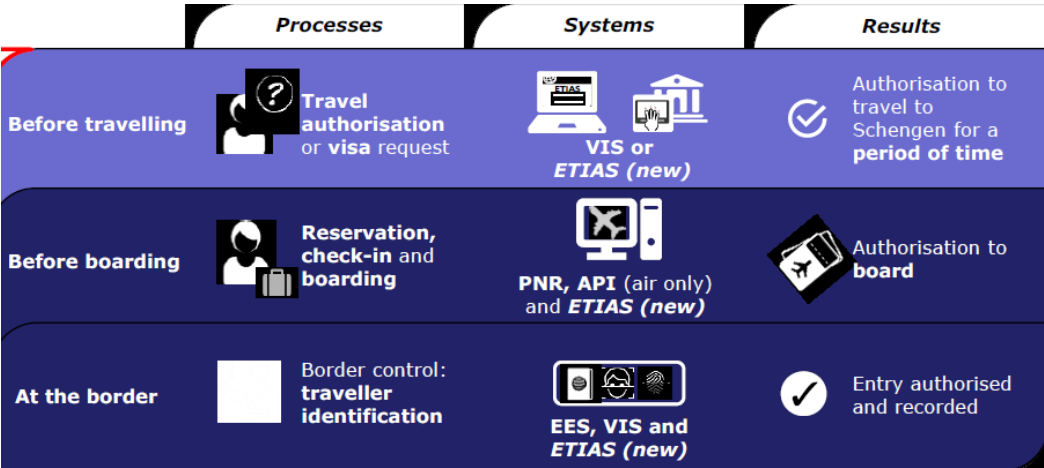 Processes
Systems
Results
Before travelling
?
Travel
authorisation
or visa request
ETIAS
VIS or
ETIAS (new)
Authorisation to
travel to
Schengen for a
period of time
Before boarding
Reservation,
check-in and
boarding
PNR, API (air only)
and ETIAS (new)
Authorisation to
board
At the border
Border control:
traveller
identification
EES, VIS and
ETIAS (new)
Entry authorised
and recorded